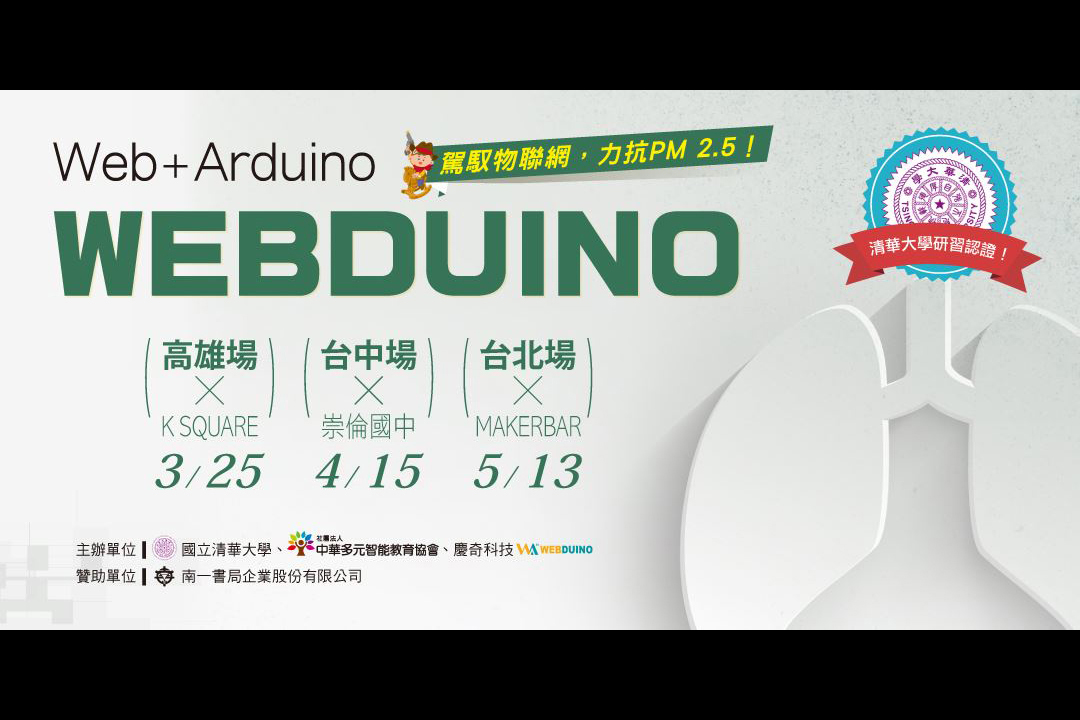 Web+Arduino
駕馭物聯網，力抗PM 2.5！
WEBDUINO
清華大學
清華大學研習認證！
高雄場
×
K SQUARE
3/25
台中場
×
崇倫國中
4/15
台北場
×
MAKERBAR
5/13
主辦單位 | 國立清華大學、社團法人中華多元智能教育協會、慶奇科技 WEBDUINO
贊助單位 | 南一書局企業股份有限公司